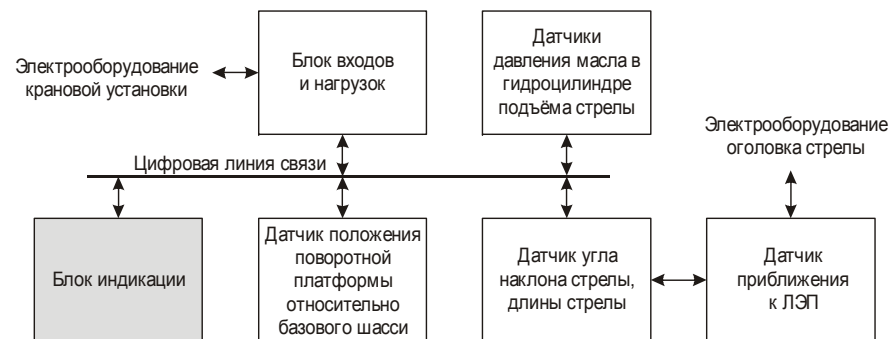 Электрооборудование
крановой установки
Блок входов
и нагрузок
Датчики
давления масла в
гидроцилиндре
подъёма стрелы
Электрооборудование
оголовка стрелы
Цифровая линия связи
Блок индикации
Датчик положения
поворотной
платформы
относительно
базового шасси
Датчик угла
наклона стрелы,
длины стрелы
Датчик
приближения
к ЛЭП